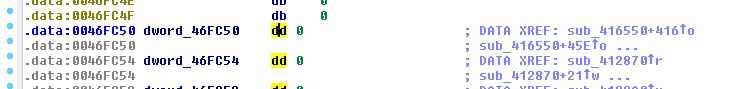 .data:0046FC4E db 0
.data:0046FC4F db 0
.data:0046FC50 dword_46FC50 dd 0 ; DATA XREF: sub_416550+416↑o
.data:0046FC50 ; sub_416550+45E↑o ...
.data:0046FC54 dword_46FC54 dd 0 ; DATA XREF: sub_412870↑r
.data:0046FC54 ; sub_412870+21↑w ...